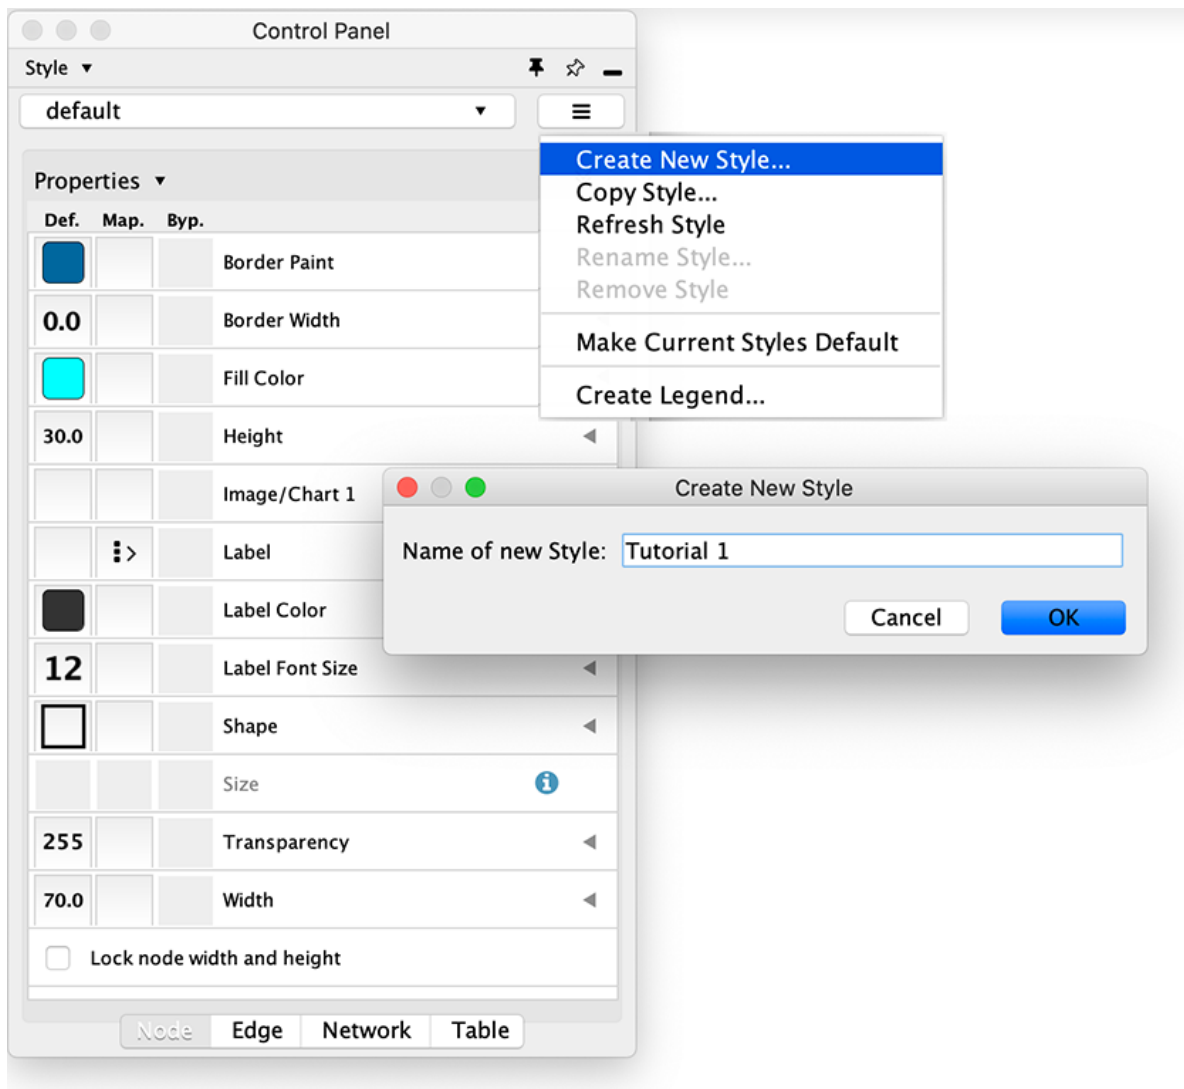 Control Panel
Style
default
Create New Style...
Copy Style...
Refresh Style
Rename Style...
Remove Style
Make Current Styles Default
Create Legend...
Properties
Def. Map. Byp.
Border Paint
0.0 Border Width
Fill Color
30.0 Height
Image/Chart 1
Label
Label Color
12 Label Font Size
Shape
Size
255 Transparency
70.0 Width
Lock node width and height
Node Edge Network Table
Create New Style
Name of new Style: Tutorial 1
Cancel OK